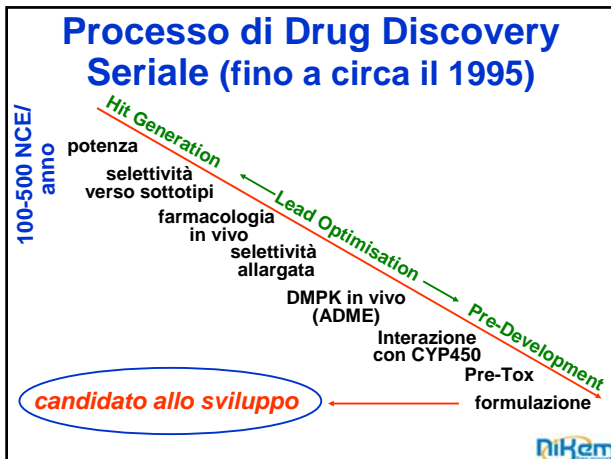 Processo di Drug Discovery
Seriale (fino a circa il 1995)
100-500 NCE/
anno
Hit Generation
potenza
selettività
verso sottotipi
Lead Optimisation
farmacologia
in vivo
selettività
allargata
DMPK in vivo
(ADME)
Pre-Development
Interazione
con CYP450
Pre-Tox
formulazione
candidato allo sviluppo
NiKem